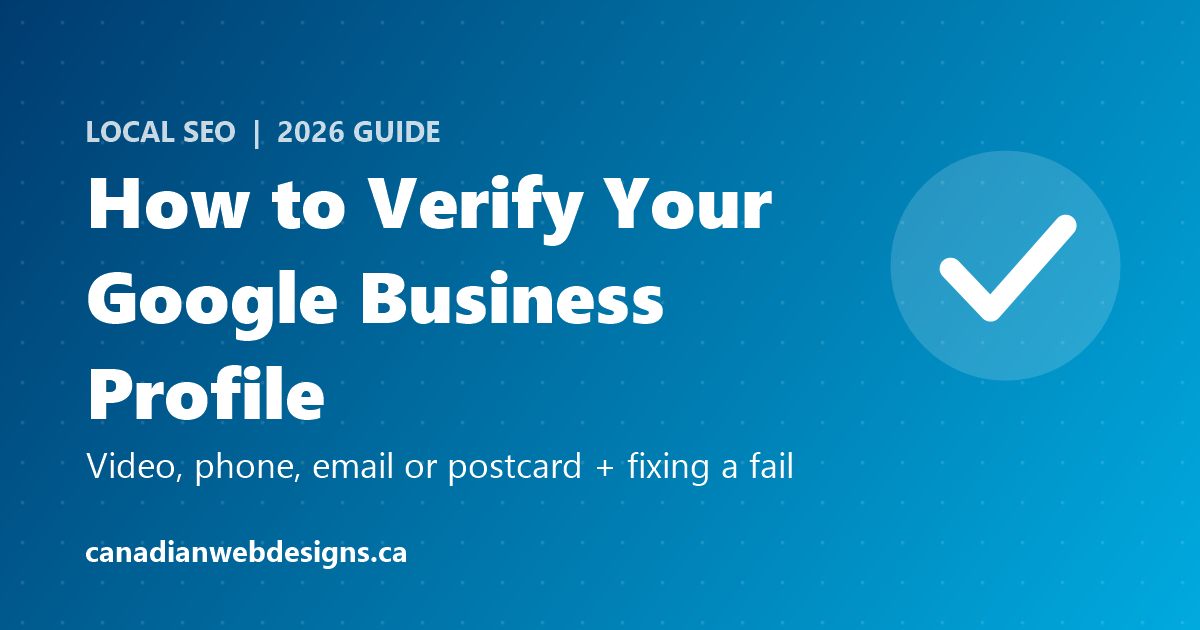 LOCAL SEO | 2026 GUIDE
How to Verify Your
Google Business
Profile
Video, phone, email or postcard + fixing a fail
canadianwebdesigns.ca